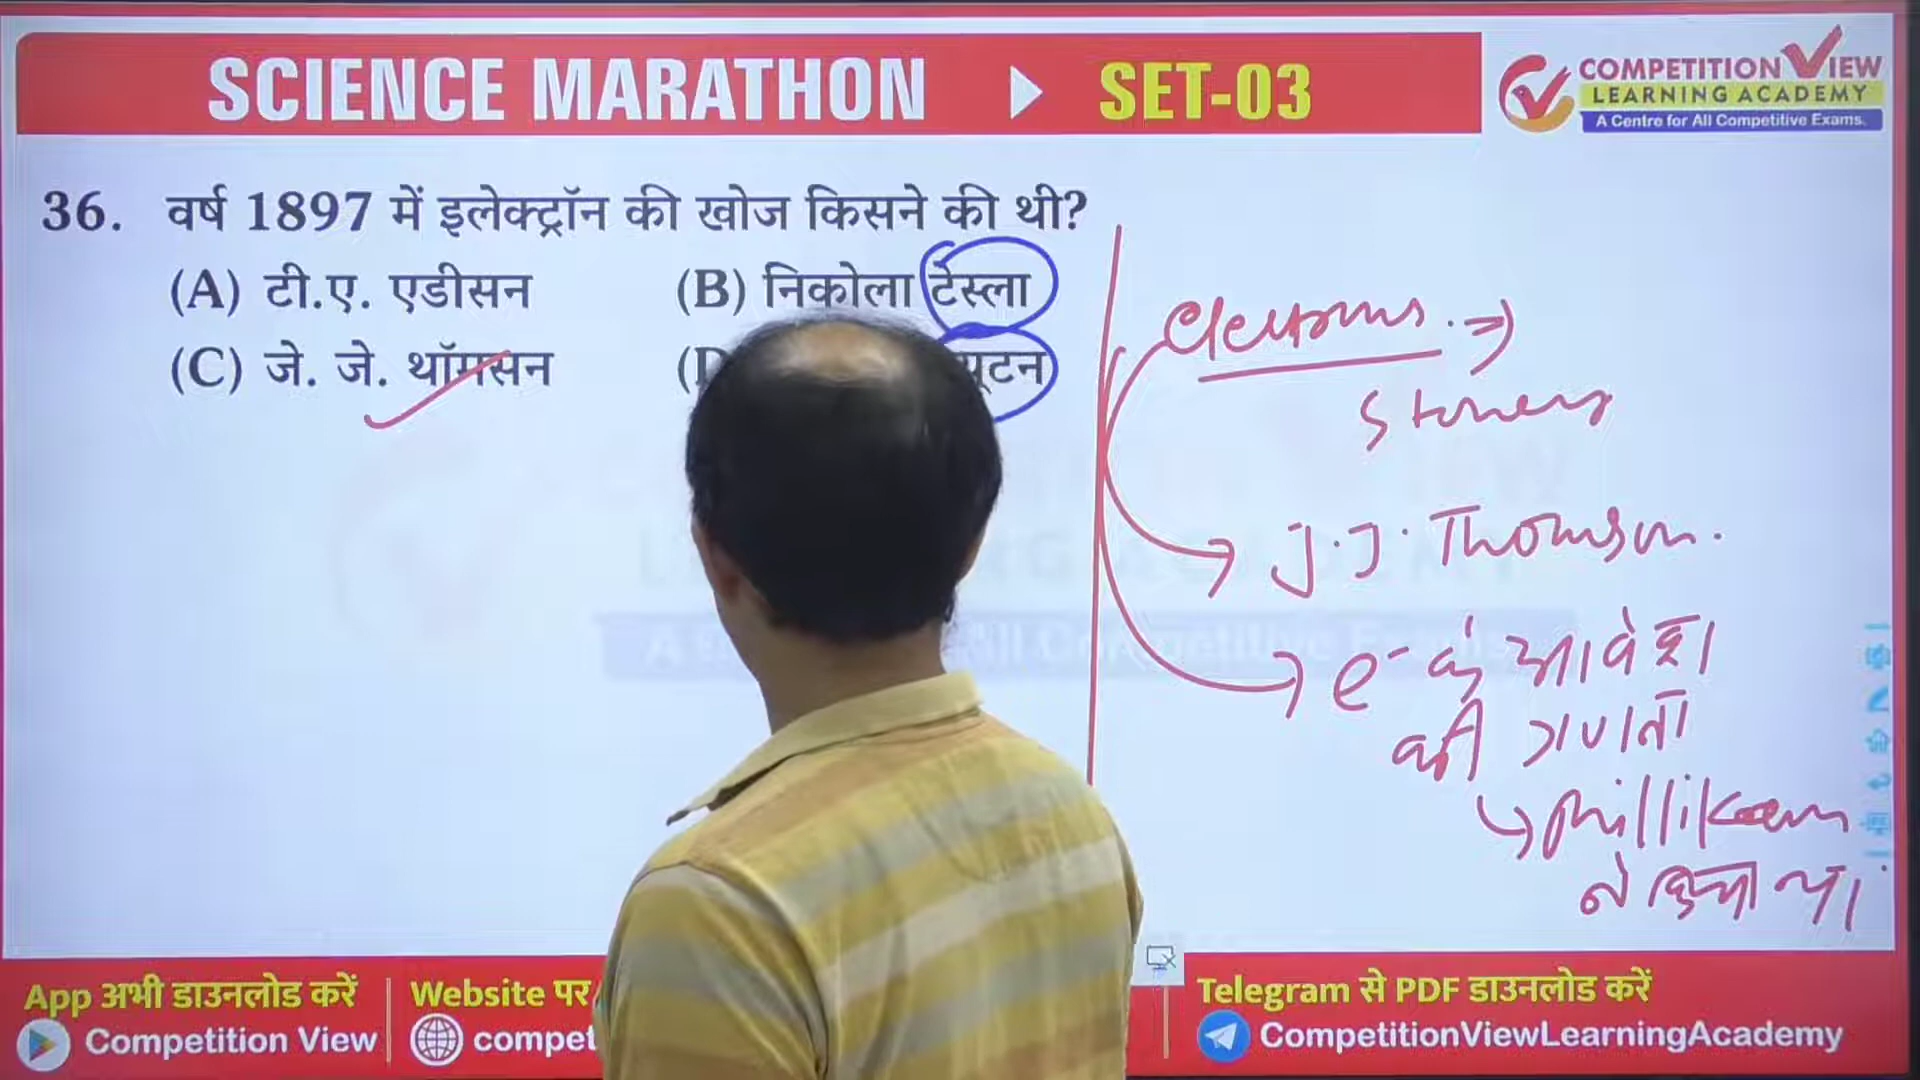 SCIENCE MARATHON SET-03
COMPETITION VIEW
LEARNING ACADEMY
A Centre for All Competitive Exams.
36. वर्ष 1897 में इलेक्ट्रॉन की खोज किसने की थी?
(A) टी.ए. एडीसन (B) निकोला टेस्ला
(C) जे. जे. थॉमसन
electrons. ⇒
Stoney
J.J. Thomson.
e⁻ के आवेश
की गणना
millikan
ने किया था
App अभी डाउनलोड करें
Competition View
Website पर
compet
Telegram से PDF डाउनलोड करें
CompetitionViewLearningAcademy